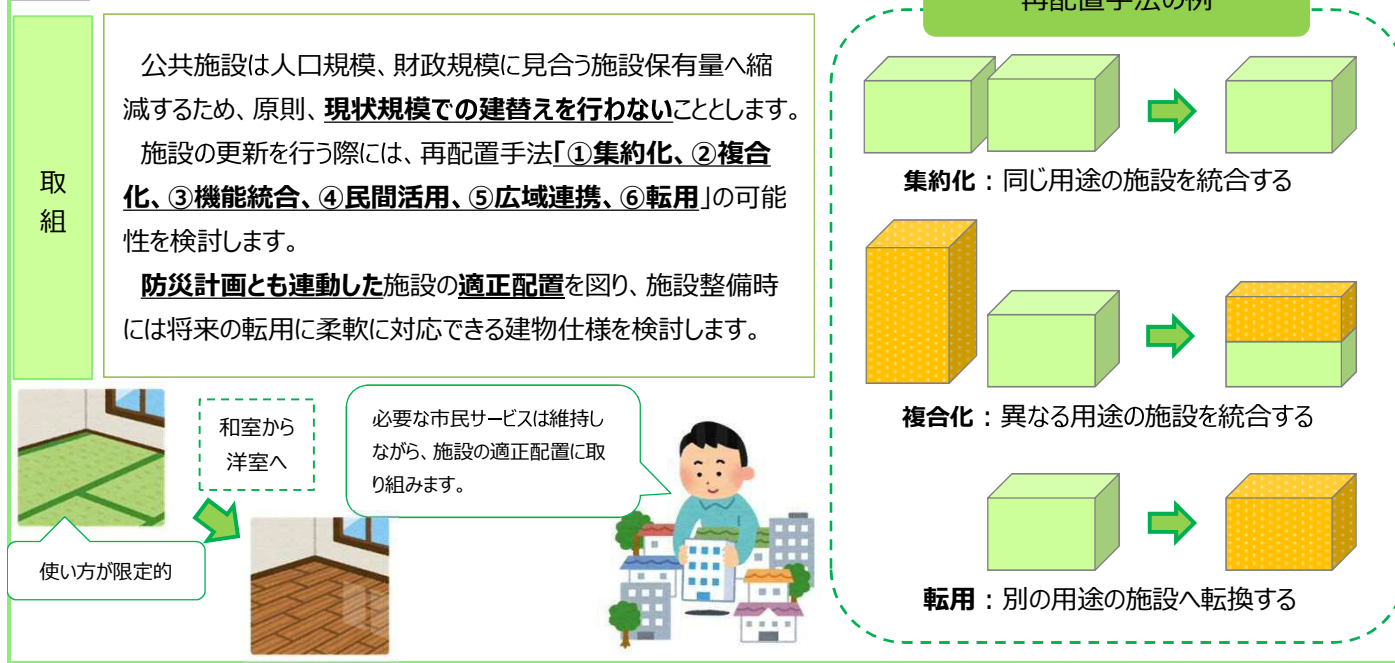 取
組
公共施設は人口規模、財政規模に見合う施設保有量へ縮
減するため、原則、現状規模での建替えを行わないこととします。
施設の更新を行う際には、再配置手法「①集約化、②複合
化、③機能統合、④民間活用、⑤広域連携、⑥転用」の可能
性を検討します。
防災計画とも連動した施設の適正配置を図り、施設整備時
には将来の転用に柔軟に対応できる建物仕様を検討します。
和室から
洋室へ
使い方が限定的
必要な市民サービスは維持し
ながら、施設の適正配置に取
り組みます。
再配置手法の例
集約化：同じ用途の施設を統合する
複合化：異なる用途の施設を統合する
転用：別の用途の施設へ転換する